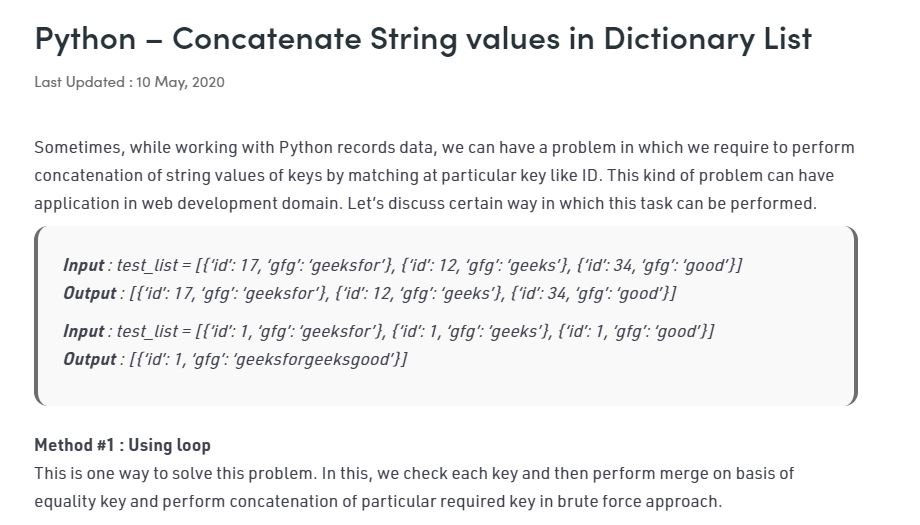 Python – Concatenate String values in Dictionary List
Last Updated : 10 May, 2020
Sometimes, while working with Python records data, we can have a problem in which we require to perform
concatenation of string values of keys by matching at particular key like ID. This kind of problem can have
application in web development domain. Let’s discuss certain way in which this task can be performed.
Input : test_list = [{‘id’: 17, ‘gfg’: ‘geeksfor’}, {‘id’: 12, ‘gfg’: ‘geeks’}, {‘id’: 34, ‘gfg’: ‘good’}]
Output : [{‘id’: 17, ‘gfg’: ‘geeksfor’}, {‘id’: 12, ‘gfg’: ‘geeks’}, {‘id’: 34, ‘gfg’: ‘good’}]
Input : test_list = [{‘id’: 1, ‘gfg’: ‘geeksfor’}, {‘id’: 1, ‘gfg’: ‘geeks’}, {‘id’: 1, ‘gfg’: ‘good’}]
Output : [{‘id’: 1, ‘gfg’: ‘geeksforgeeksgood’}]
Method #1 : Using loop
This is one way to solve this problem. In this, we check each key and then perform merge on basis of
equality key and perform concatenation of particular required key in brute force approach.